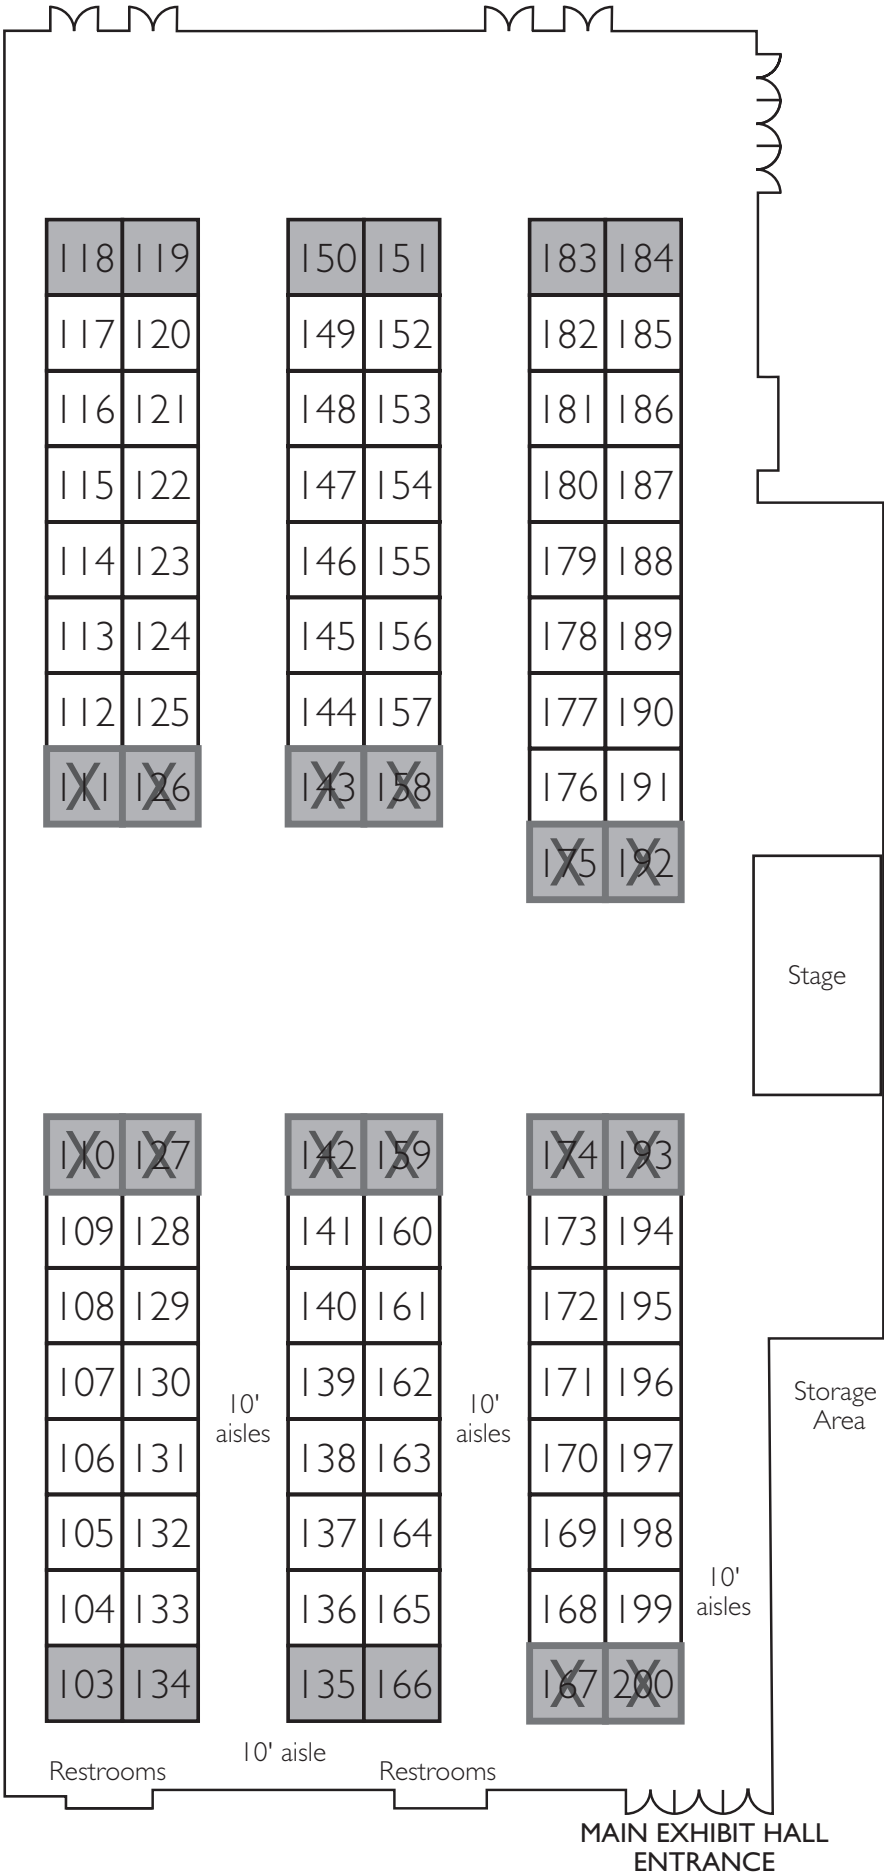 118 119 150 151 183 184
117 120 149 152 182 185
116 121 148 153 181 186
115 122 147 154 180 187
114 123 146 155 179 188
113 124 145 156 178 189
112 125 144 157 177 190
111 X 126 X 143 X 158 X 176 191
175 X 192 X
Stage
110 X 127 X 142 X 159 X 174 X 193 X
109 128 141 160 173 194
108 129 140 161 172 195
107 130 139 162 171 196
10'
aisles
10'
aisles
Storage
Area
106 131 138 163 170 197
105 132 137 164 169 198
10'
aisles
104 133 136 165 168 199
103 134 135 166 167 X 200 X
10' aisle
Restrooms
Restrooms
MAIN EXHIBIT HALL
ENTRANCE